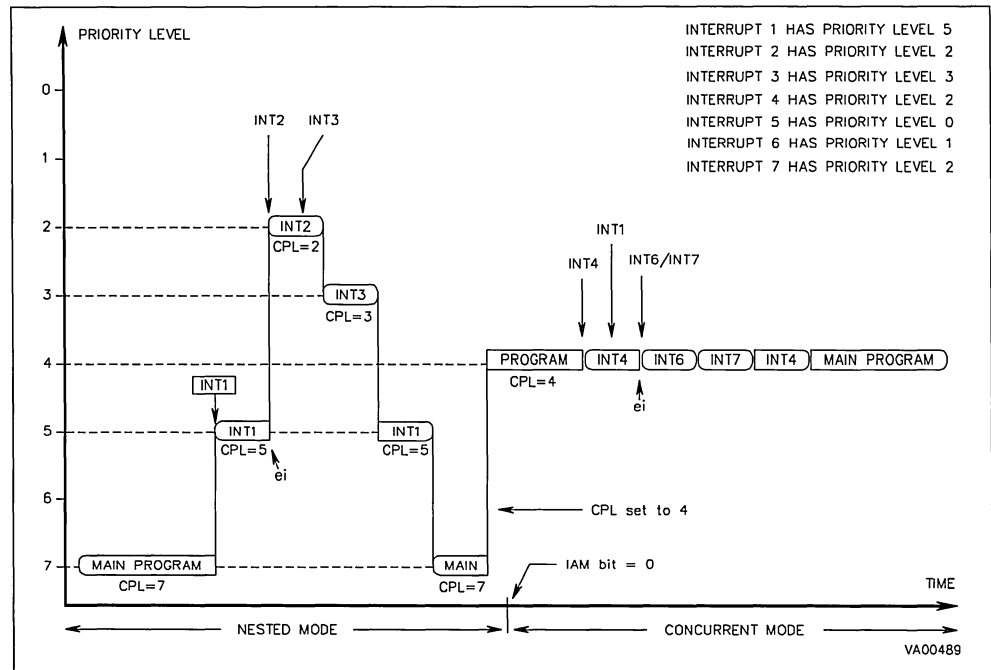 PRIORITY LEVEL
INTERRUPT 1 HAS PRIORITY LEVEL 5
INTERRUPT 2 HAS PRIORITY LEVEL 2
INTERRUPT 3 HAS PRIORITY LEVEL 3
INTERRUPT 4 HAS PRIORITY LEVEL 2
INTERRUPT 5 HAS PRIORITY LEVEL 0
INTERRUPT 6 HAS PRIORITY LEVEL 1
INTERRUPT 7 HAS PRIORITY LEVEL 2
0
INT2 INT3
1
2 INT2
CPL=2
INT1
INT4 INT6/INT7
3 INT3
CPL=3
4 PROGRAM INT4 INT6 INT7 INT4 MAIN PROGRAM
CPL=4
ei
INT1
5 INT1 INT1
CPL=5 CPL=5
ei
6
CPL set to 4
7 MAIN PROGRAM MAIN
CPL=7 CPL=7
IAM bit = 0
TIME
NESTED MODE CONCURRENT MODE
VA00489